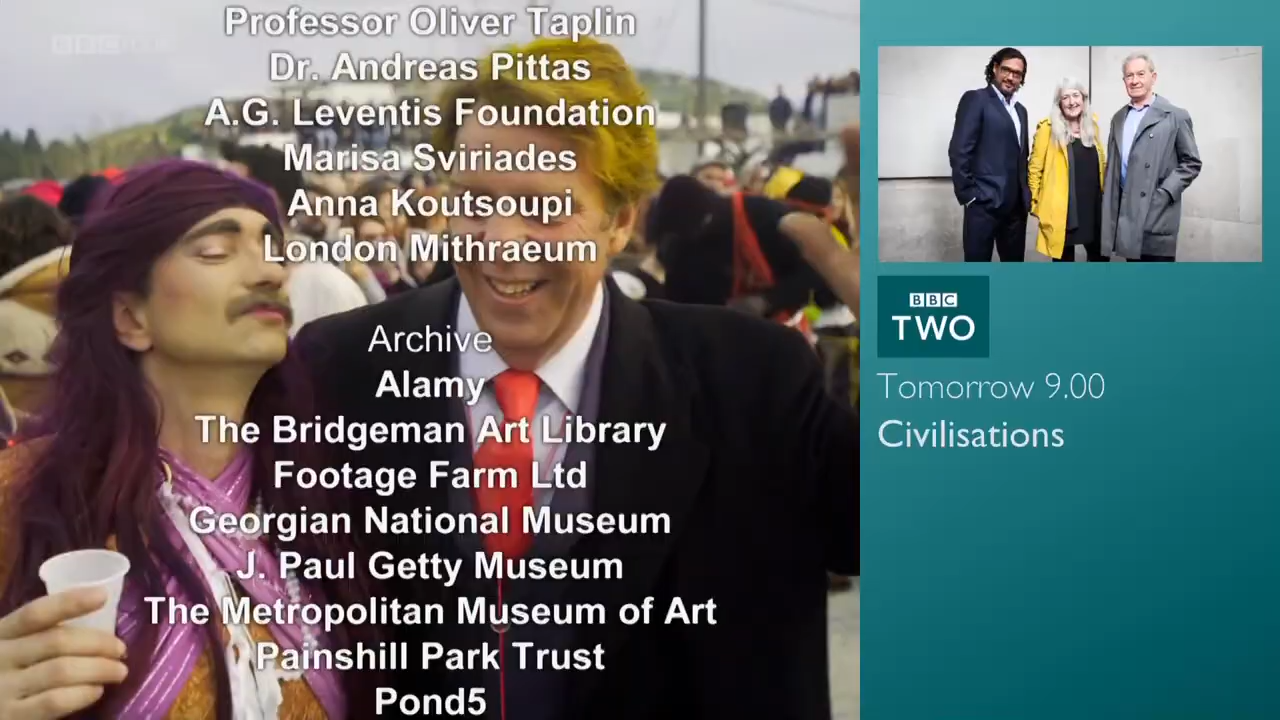 BBC FOUR
Professor Oliver Taplin
Dr. Andreas Pittas
A.G. Leventis Foundation
Marisa Sviriades
Anna Koutsoupi
London Mithraeum
Archive
Alamy
The Bridgeman Art Library
Footage Farm Ltd
Georgian National Museum
J. Paul Getty Museum
The Metropolitan Museum of Art
Painshill Park Trust
Pond5
BBC
TWO
Tomorrow 9.00
Civilisations